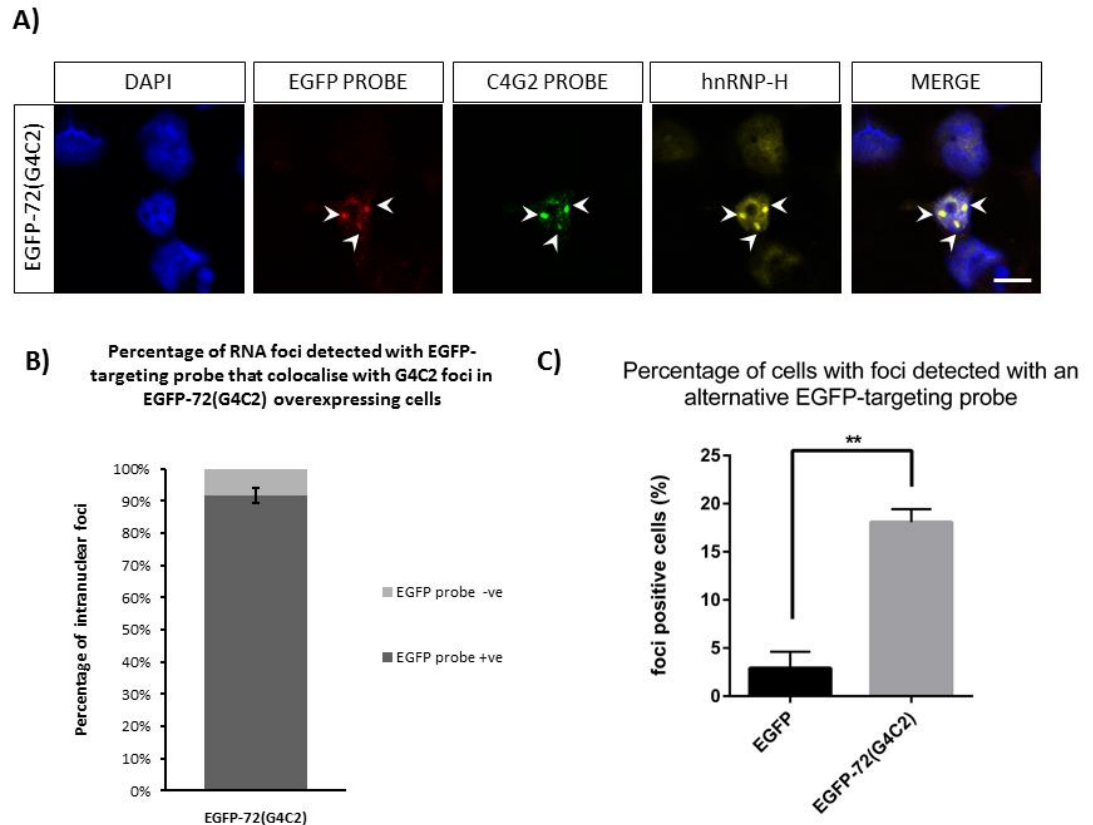 A)
DAPI
EGFP PROBE
C4G2 PROBE
hnRNP-H
MERGE
EGFP-72(G4C2)
B)
Percentage of RNA foci detected with EGFP-
targeting probe that colocalise with G4C2 foci in
EGFP-72(G4C2) overexpressing cells
Percentage of intranuclear foci
100%
90%
80%
70%
60%
50%
40%
30%
20%
10%
0%
EGFP-72(G4C2)
EGFP probe -ve
EGFP probe +ve
C)
Percentage of cells with foci detected with an
alternative EGFP-targeting probe
foci positive cells (%)
25
20
15
10
5
0
**
EGFP
EGFP-72(G4C2)